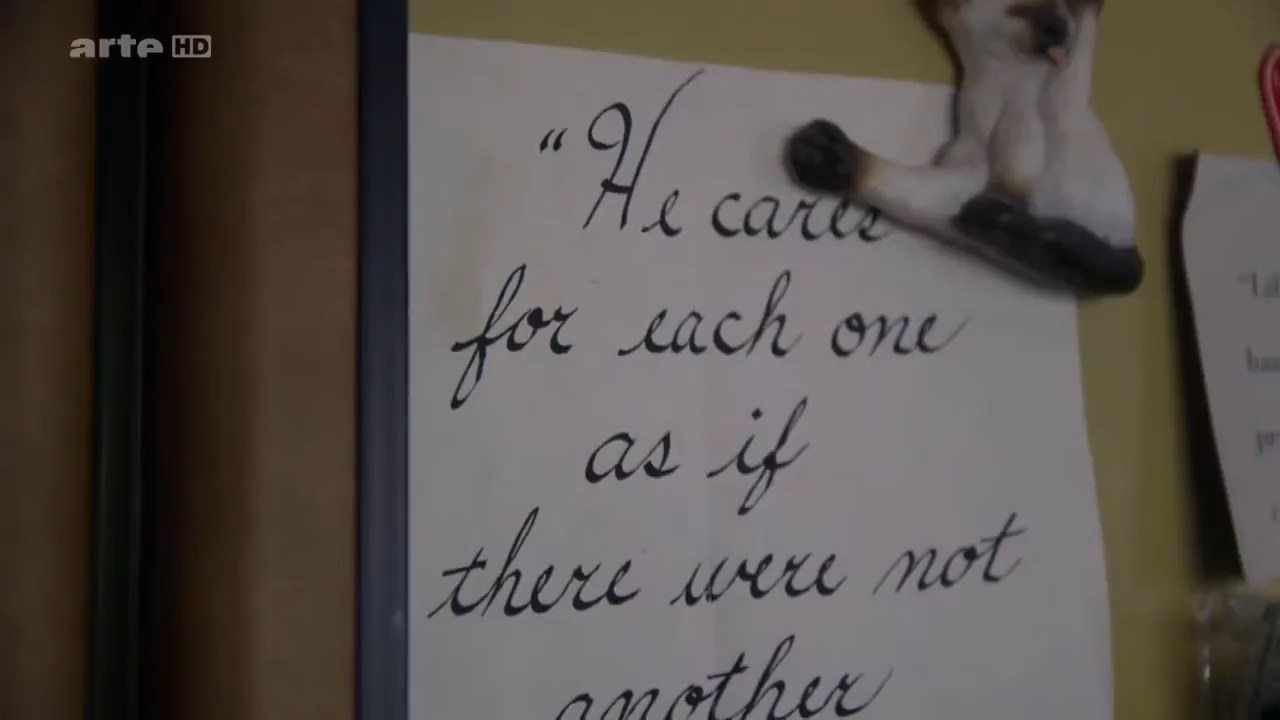 arte HD
"He cares
for each one
as if
there were not
another